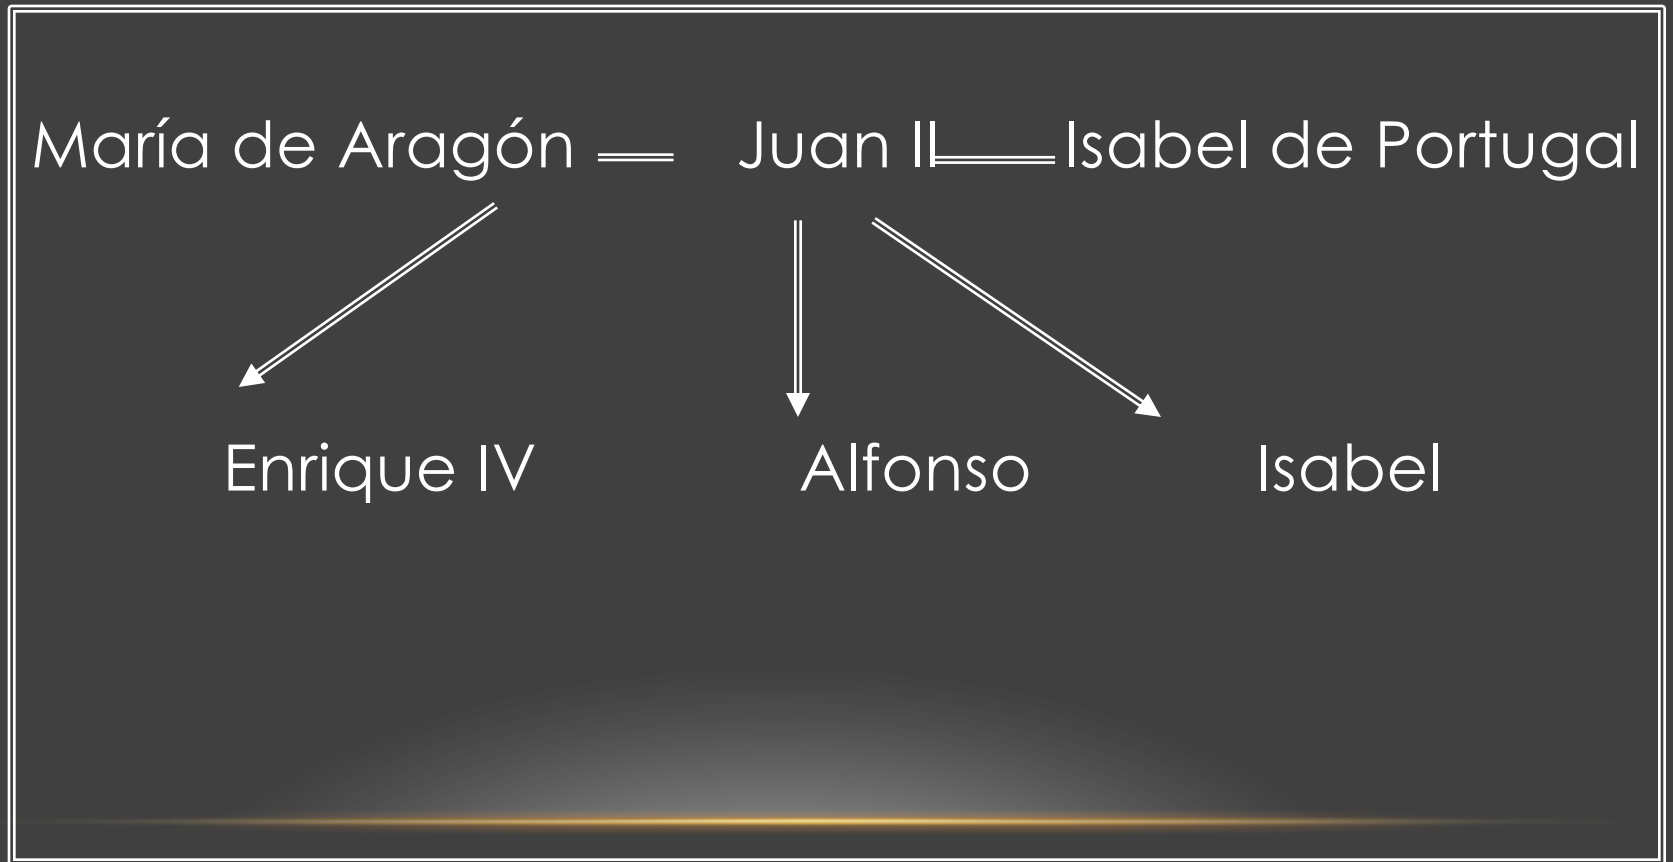 María de Aragón Juan II Isabel de Portugal
Enrique IV Alfonso Isabel